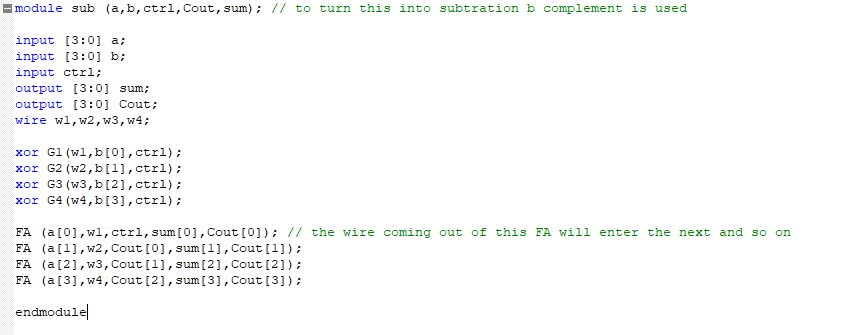 module sub (a,b,ctrl,Cout,sum); // to turn this into subtration b complement is used
input [3:0] a;
input [3:0] b;
input ctrl;
output [3:0] sum;
output [3:0] Cout;
wire w1,w2,w3,w4;
xor G1(w1,b[0],ctrl);
xor G2(w2,b[1],ctrl);
xor G3(w3,b[2],ctrl);
xor G4(w4,b[3],ctrl);
FA (a[0],w1,ctrl,sum[0],Cout[0]); // the wire coming out of this FA will enter the next and so on
FA (a[1],w2,Cout[0],sum[1],Cout[1]);
FA (a[2],w3,Cout[1],sum[2],Cout[2]);
FA (a[3],w4,Cout[2],sum[3],Cout[3]);
endmodule